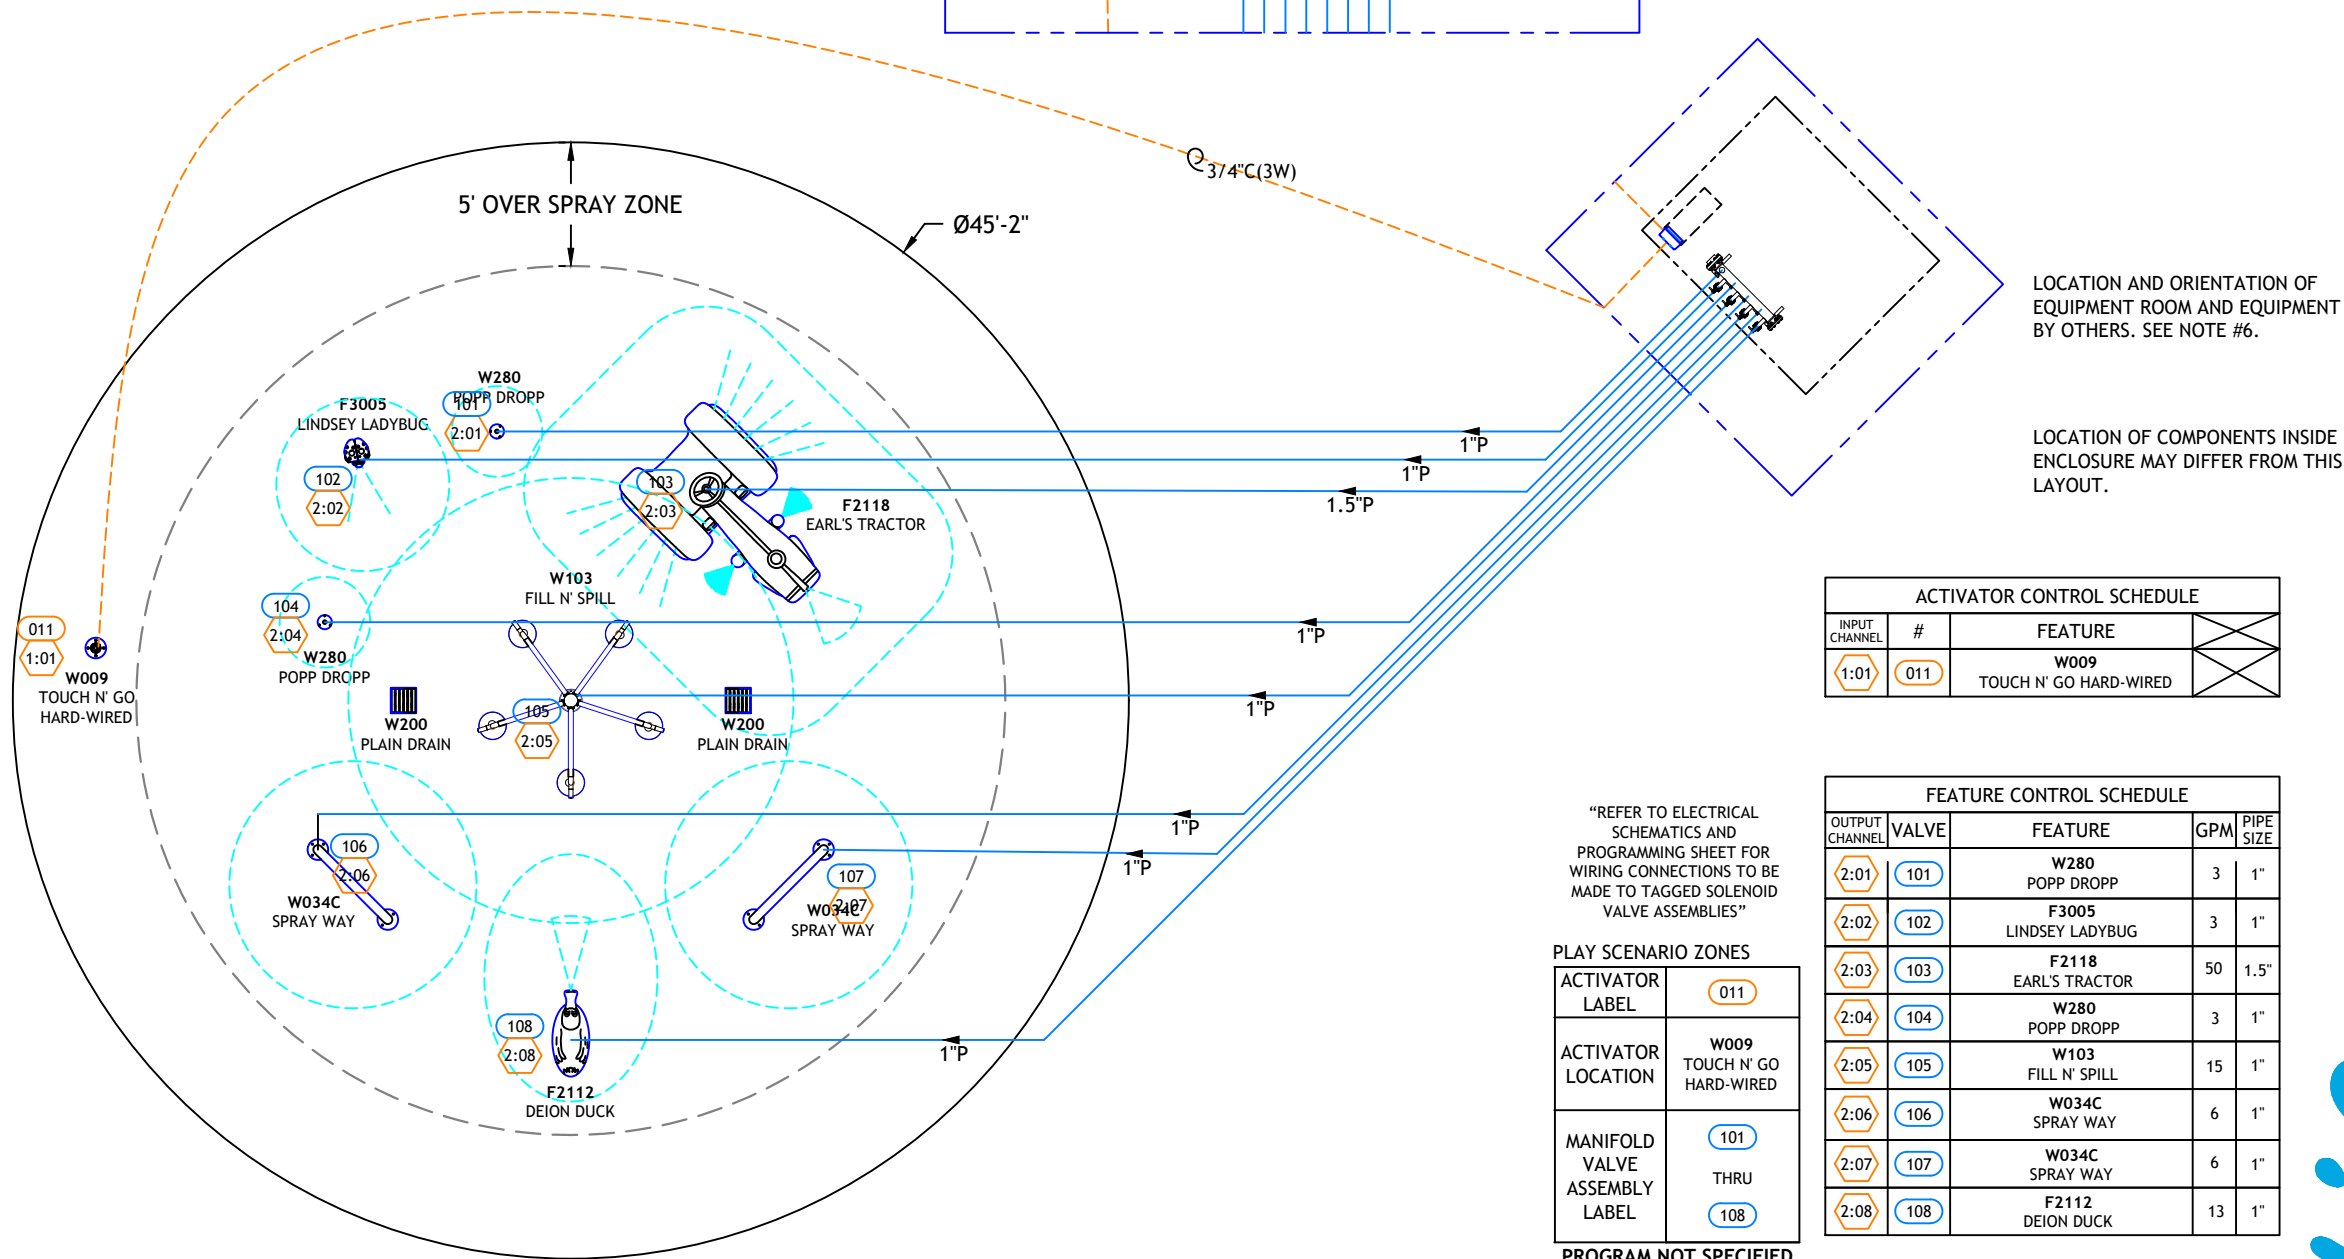 3/4"C(3W)
5' OVER SPRAY ZONE
Ø45'-2"
LOCATION AND ORIENTATION OF
EQUIPMENT ROOM AND EQUIPMENT
BY OTHERS. SEE NOTE #6.
LOCATION OF COMPONENTS INSIDE
ENCLOSURE MAY DIFFER FROM THIS
LAYOUT.
W280
POPP DROPP
101
2:01
F3005
LINDSEY LADYBUG
102
2:02
103
2:03
F2118
EARL'S TRACTOR
1"P
1"P
1.5"P
W103
FILL N' SPILL
104
2:04
W280
POPP DROPP
1"P
011
1:01
W009
TOUCH N' GO
HARD-WIRED
W200
PLAIN DRAIN
105
2:05
W200
PLAIN DRAIN
1"P
1"P
106
2:06
W034C
SPRAY WAY
107
2:07
W034C
SPRAY WAY
1"P
108
2:08
F2112
DEION DUCK
1"P
ACTIVATOR CONTROL SCHEDULE
INPUT
CHANNEL
#
FEATURE
1:01
011
W009
TOUCH N' GO HARD-WIRED
“REFER TO ELECTRICAL
SCHEMATICS AND
PROGRAMMING SHEET FOR
WIRING CONNECTIONS TO BE
MADE TO TAGGED SOLENOID
VALVE ASSEMBLIES”
PLAY SCENARIO ZONES
ACTIVATOR
LABEL
011
ACTIVATOR
LOCATION
W009
TOUCH N' GO
HARD-WIRED
MANIFOLD
VALVE
ASSEMBLY
LABEL
101
THRU
108
PROGRAM NOT SPECIFIED
FEATURE CONTROL SCHEDULE
OUTPUT
CHANNEL
VALVE
FEATURE
GPM
PIPE
SIZE
2:01
101
W280
POPP DROPP
3
1"
2:02
102
F3005
LINDSEY LADYBUG
3
1"
2:03
103
F2118
EARL'S TRACTOR
50
1.5"
2:04
104
W280
POPP DROPP
3
1"
2:05
105
W103
FILL N' SPILL
15
1"
2:06
106
W034C
SPRAY WAY
6
1"
2:07
107
W034C
SPRAY WAY
6
1"
2:08
108
F2112
DEION DUCK
13
1"